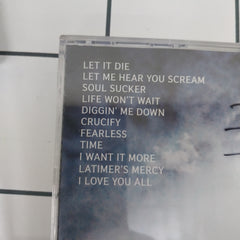 LET IT DIE
LET ME HEAR YOU SCREAM
SOUL SUCKER
LIFE WON'T WAIT
DIGGIN' ME DOWN
CRUCIFY
FEARLESS
TIME
I WANT IT MORE
LATIMER'S MERCY
I LOVE YOU ALL